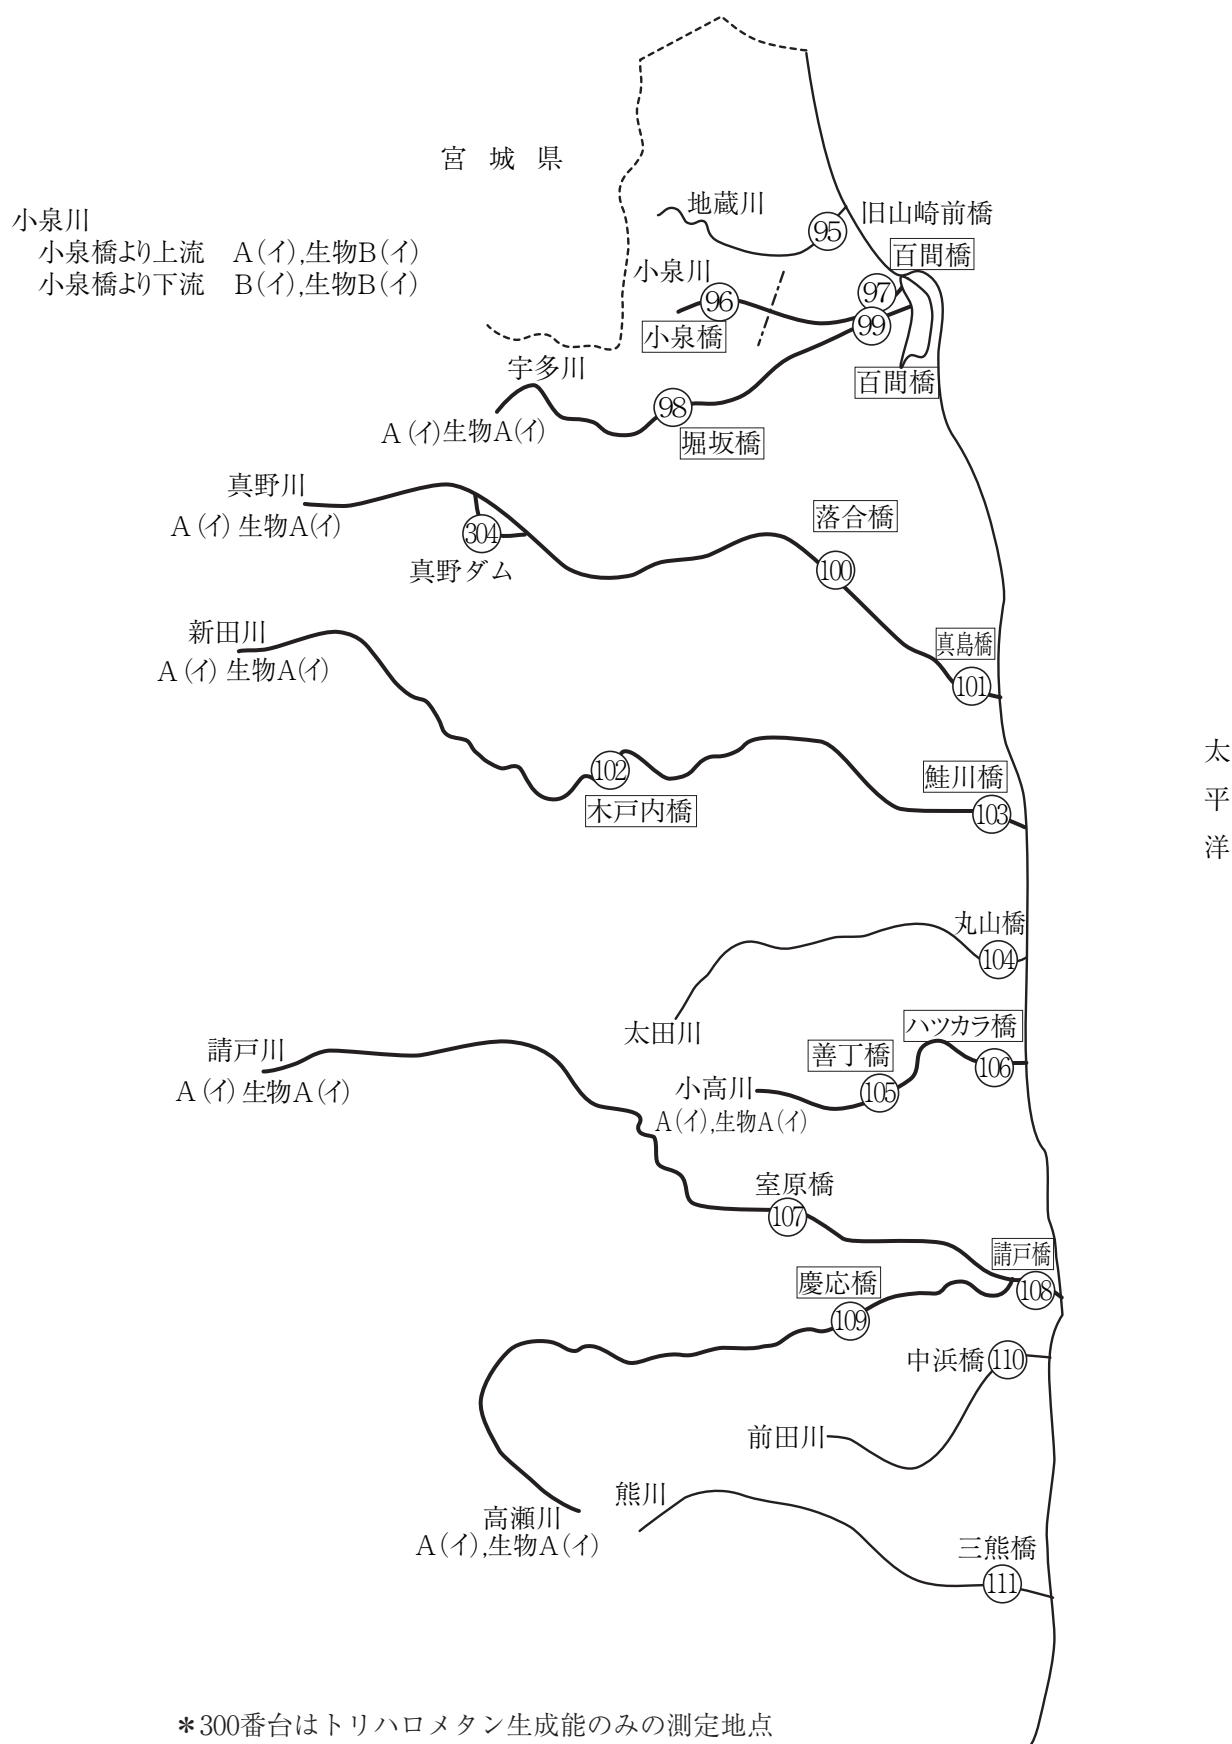 宮城県
小泉川
小泉橋より上流 A(イ),生物B(イ)
小泉橋より下流 B(イ),生物B(イ)
地蔵川
95
旧山崎前橋
百間橋
小泉川
96
97
小泉橋
99
百間橋
宇多川
A(イ)生物A(イ)
98
堀坂橋
真野川
A(イ) 生物A(イ)
304
真野ダム
落合橋
100
真島橋
101
新田川
A(イ) 生物A(イ)
102
木戸内橋
鮭川橋
103
太平洋
丸山橋
104
太田川
ハツカラ橋
106
善丁橋
105
小高川
A(イ),生物A(イ)
請戸川
A(イ) 生物A(イ)
室原橋
107
請戸橋
108
慶応橋
109
中浜橋
110
前田川
熊川
高瀬川
A(イ),生物A(イ)
三熊橋
111
*300番台はトリハロメタン生成能のみの測定地点